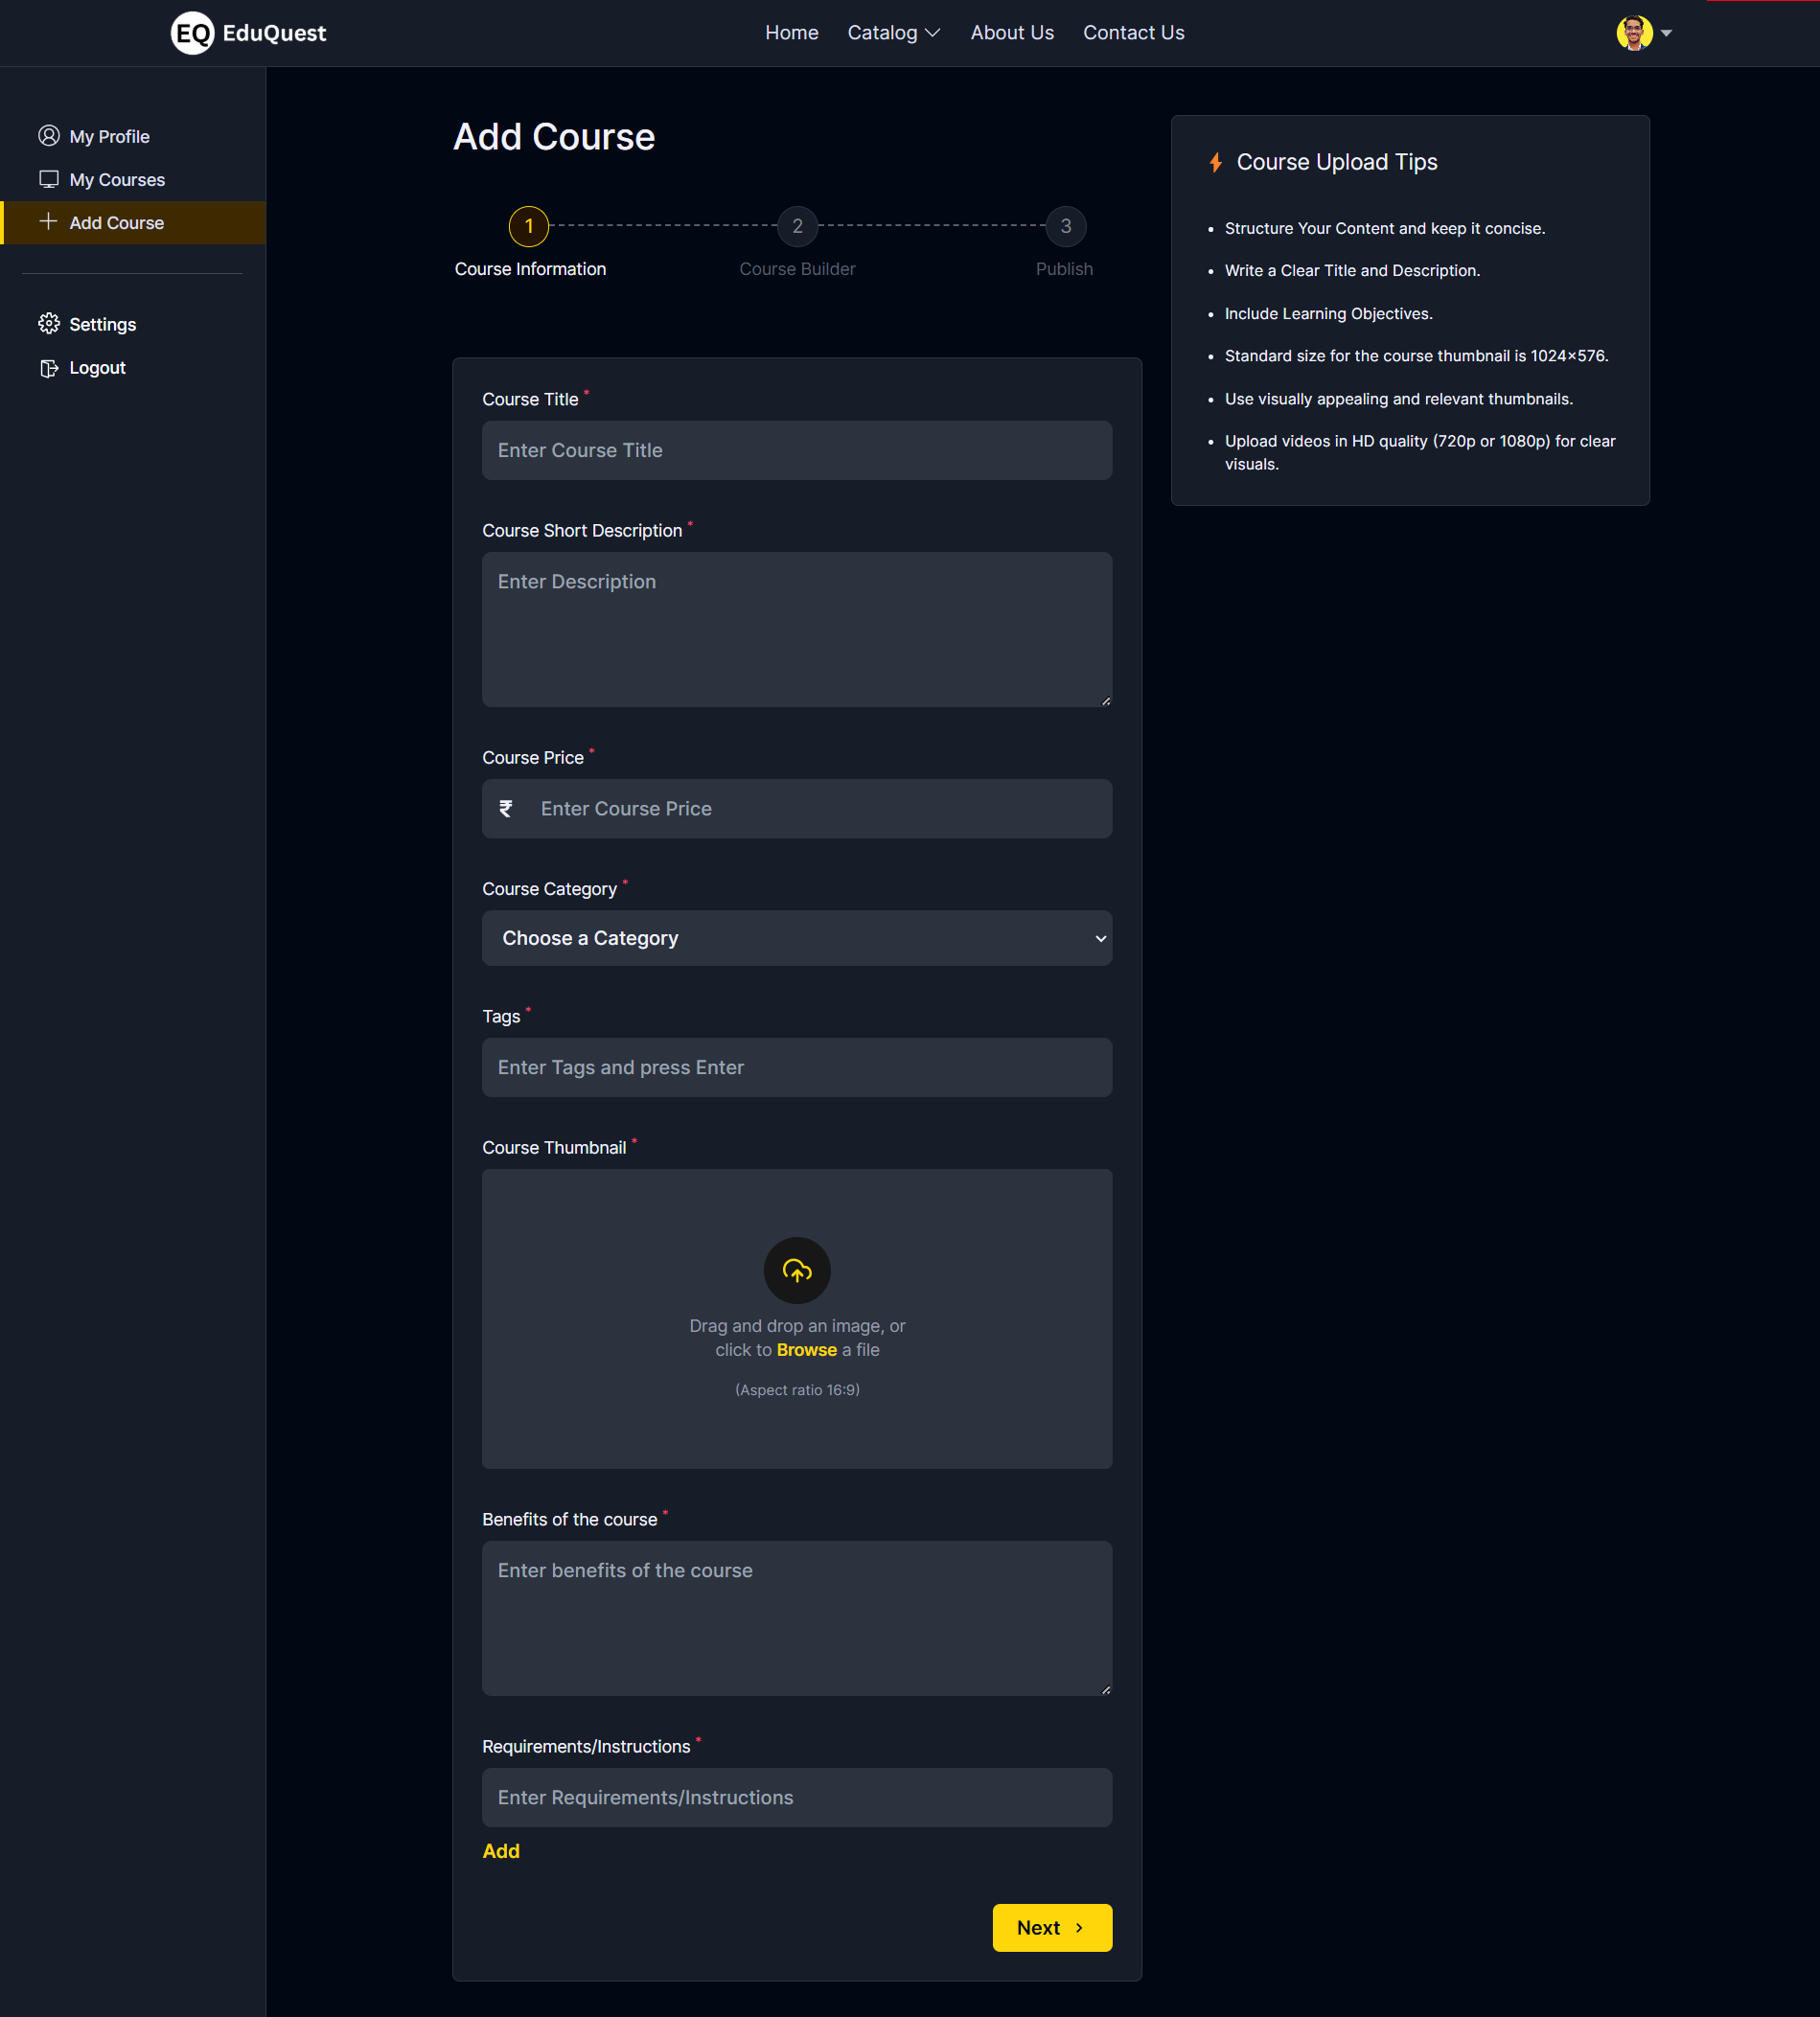 EQ EduQuest
Home
Catalog
About Us
Contact Us
My Profile
My Courses
Add Course
Settings
Logout
Add Course
1
2
3
Course Information
Course Builder
Publish
Course Title *
Enter Course Title
Course Short Description *
Enter Description
Course Price *
₹ Enter Course Price
Course Category *
Choose a Category
Tags *
Enter Tags and press Enter
Course Thumbnail *
Drag and drop an image, or
click to Browse a file
(Aspect ratio 16:9)
Benefits of the course *
Enter benefits of the course
Requirements/Instructions *
Enter Requirements/Instructions
Add
Next
Course Upload Tips
• Structure Your Content and keep it concise.
• Write a Clear Title and Description.
• Include Learning Objectives.
• Standard size for the course thumbnail is 1024×576.
• Use visually appealing and relevant thumbnails.
• Upload videos in HD quality (720p or 1080p) for clear
visuals.